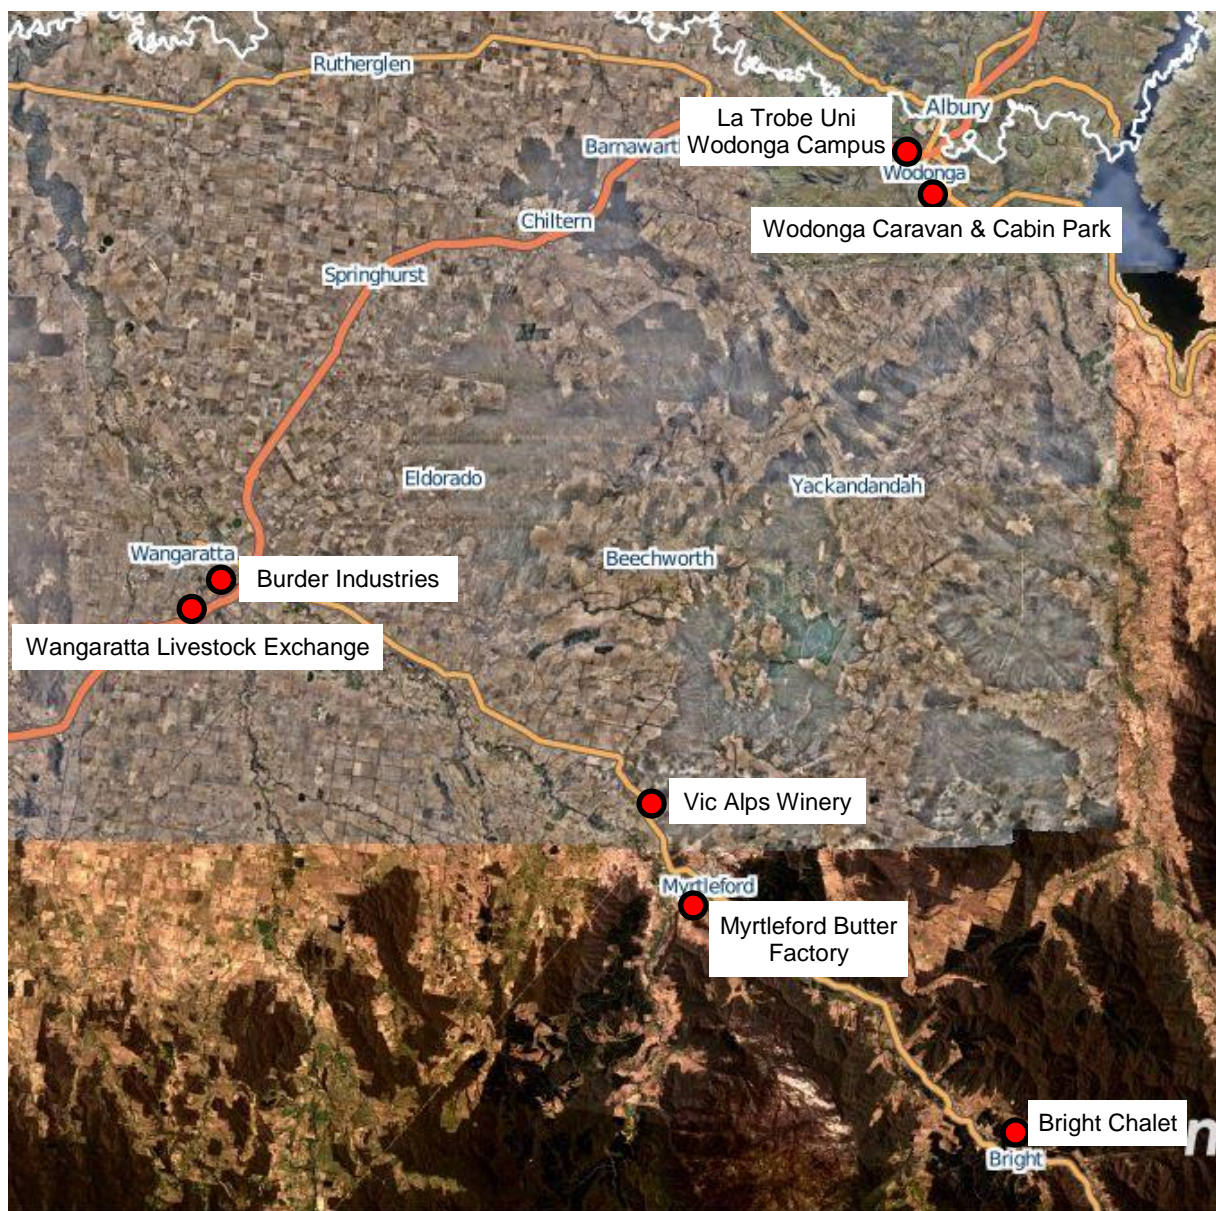 Rutherglen
La Trobe Uni
Wodonga Campus
Albury
Barnawart
Wodonga
Chiltern
Wodonga Caravan & Cabin Park
Springhurst
Eldorado
Yackandandah
Wangaratta
Beechworth
Burder Industries
Wangaratta Livestock Exchange
Vic Alps Winery
Myrtleford
Myrtleford Butter
Factory
Bright Chalet
Bright